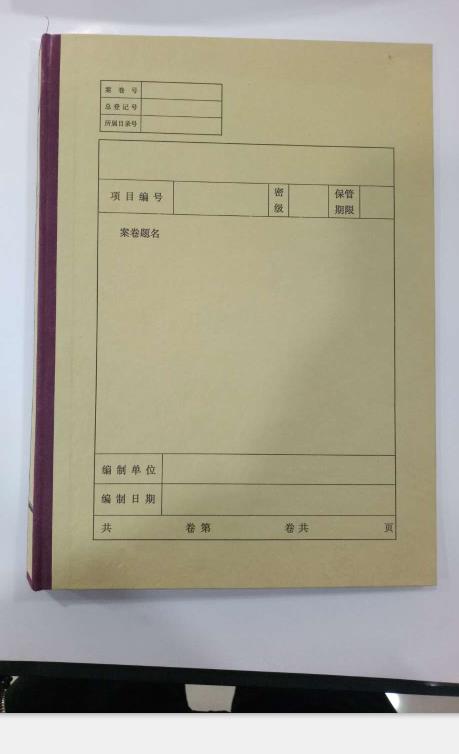 案卷号
总登记号
所属目录号
项目编号 密级 保管期限
案卷题名
编制单位
编制日期
共 卷第 卷共 页